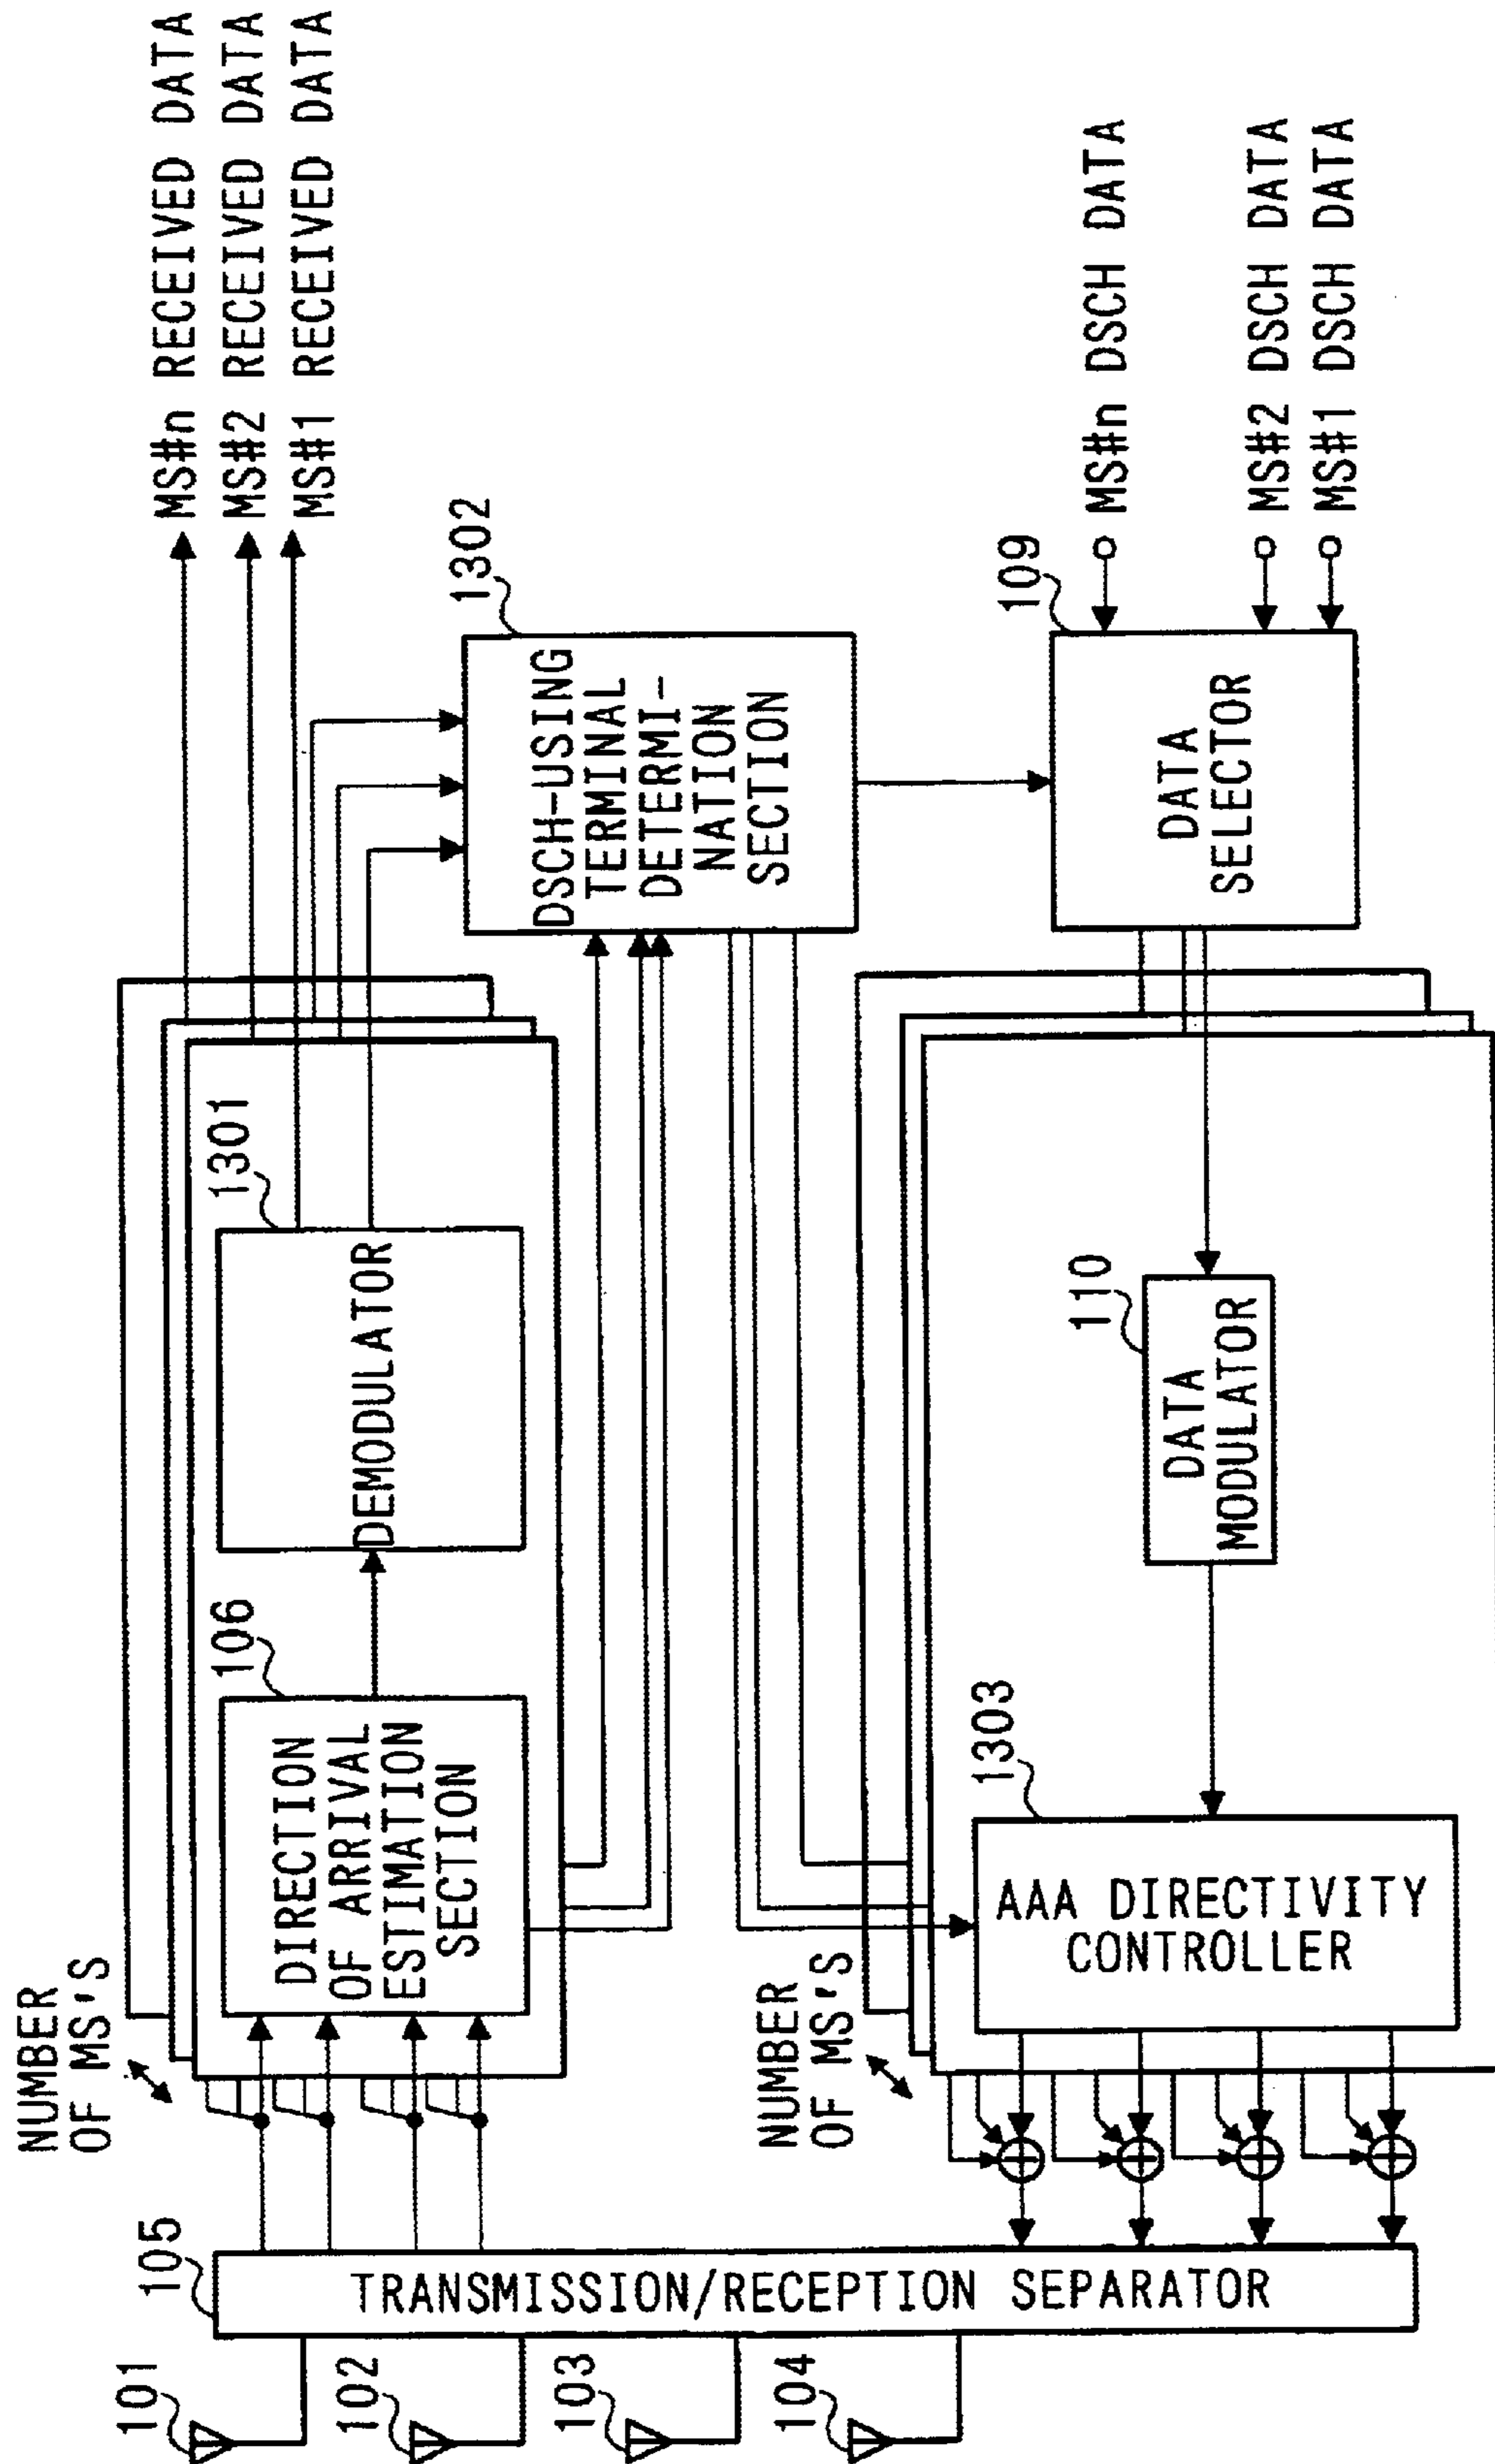 MS#n RECEIVED DATA
MS#2 RECEIVED DATA
MS#1 RECEIVED DATA
NUMBER
OF MS'S
106
DIRECTION
OF ARRIVAL
ESTIMATION
SECTION
1301
DEMODULATOR
1302
DSCH-USING
TERMINAL
DETERMI-
NATION
SECTION
101
102
103
104
105
TRANSMISSION/RECEPTION SEPARATOR
NUMBER
OF MS'S
1303
AAA DIRECTIVITY
CONTROLLER
110
DATA
MODULATOR
109
DATA
SELECTOR
MS#n DSCH DATA
MS#2 DSCH DATA
MS#1 DSCH DATA